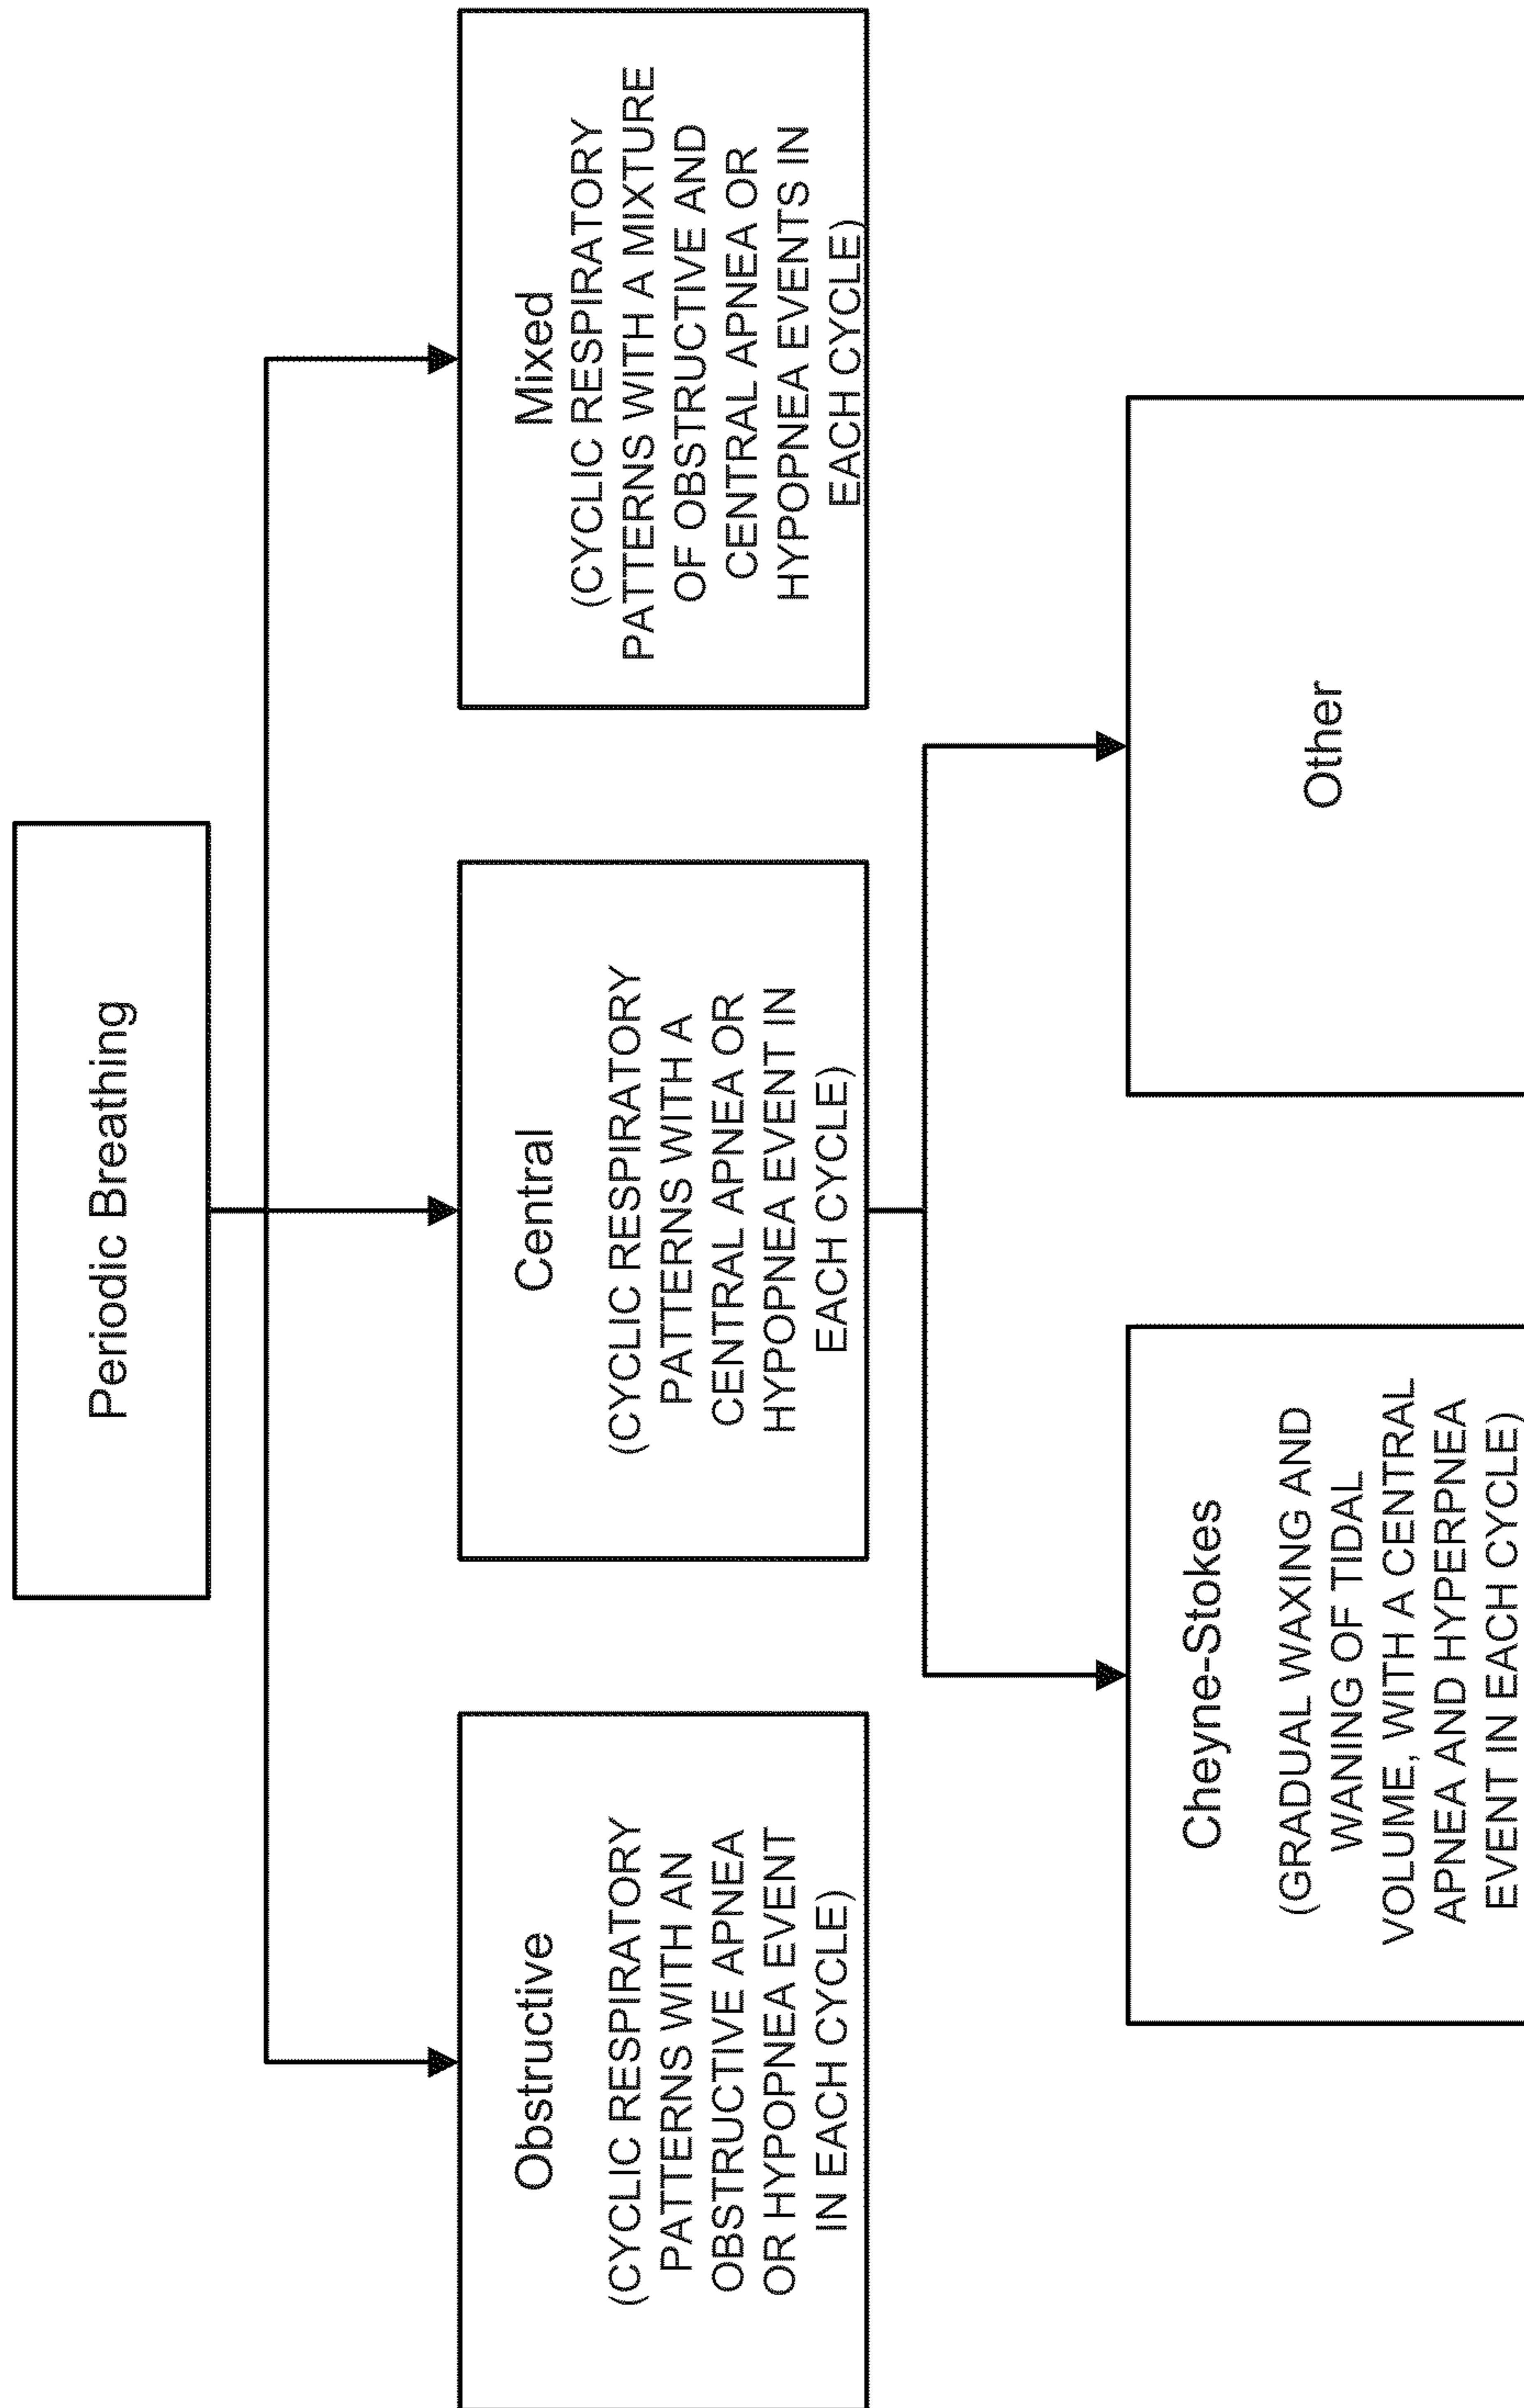 Periodic Breathing
Obstructive
(CYCLIC RESPIRATORY
PATTERNS WITH AN
OBSTRUCTIVE APNEA
OR HYPOPNEA EVENT
IN EACH CYCLE)
Central
(CYCLIC RESPIRATORY
PATTERNS WITH A
CENTRAL APNEA OR
HYPOPNEA EVENT IN
EACH CYCLE)
Mixed
(CYCLIC RESPIRATORY
PATTERNS WITH A MIXTURE
OF OBSTRUCTIVE AND
CENTRAL APNEA OR
HYPOPNEA EVENTS IN
EACH CYCLE)
Cheyne-Stokes
(GRADUAL WAXING AND
WANING OF TIDAL
VOLUME, WITH A CENTRAL
APNEA AND HYPERPNEA
EVENT IN EACH CYCLE)
Other